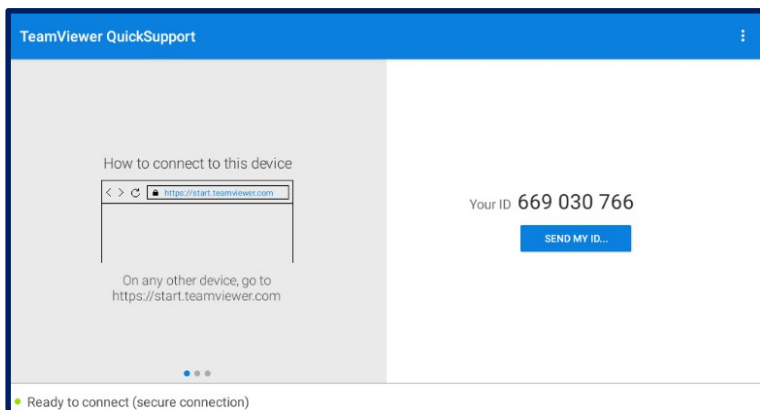 TeamViewer QuickSupport
How to connect to this device
https://start.teamviewer.com
On any other device, go to
https://start.teamviewer.com
Your ID 669 030 766
SEND MY ID...
Ready to connect (secure connection)